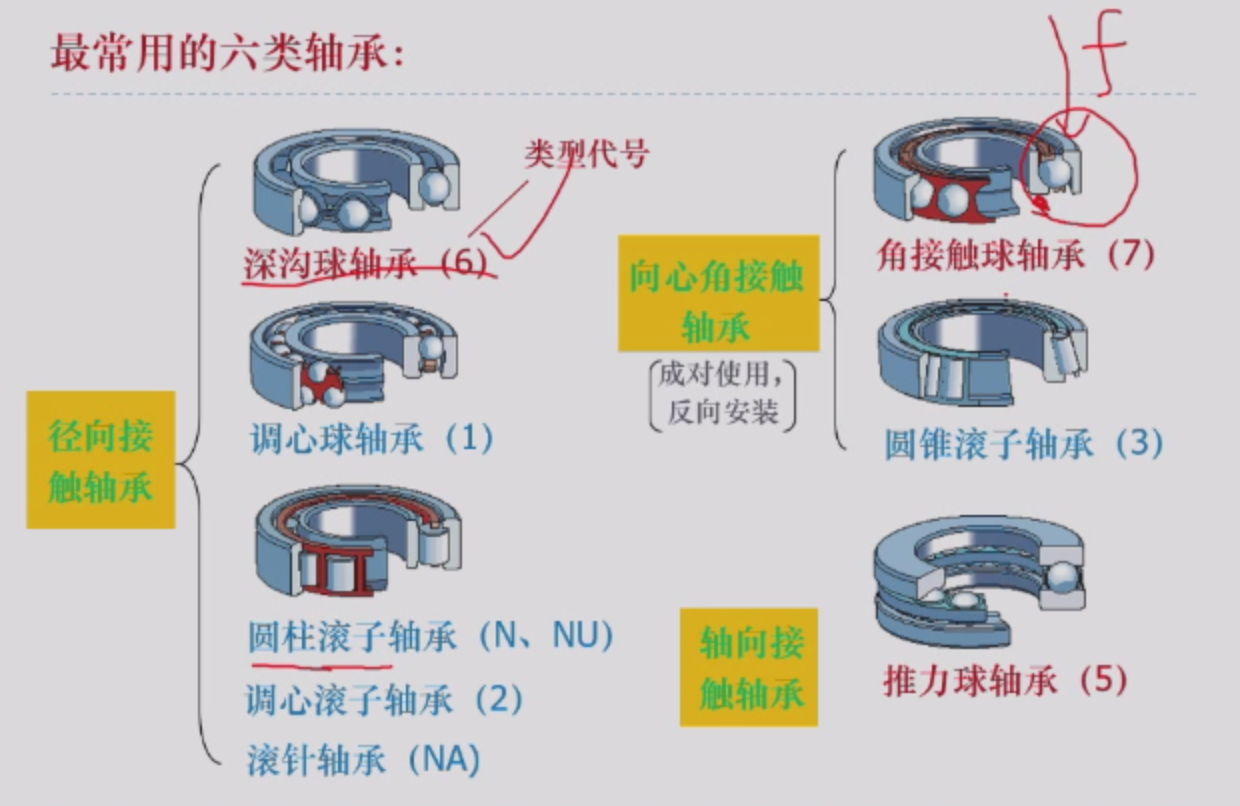 最常用的六类轴承：
类型代号
深沟球轴承（6）
调心球轴承（1）
径向接
触轴承
圆柱滚子轴承（N、NU）
调心滚子轴承（2）
滚针轴承（NA）
f
向心角接触
轴承
成对使用，
反向安装
角接触球轴承（7）
圆锥滚子轴承（3）
轴向接
触轴承
推力球轴承（5）